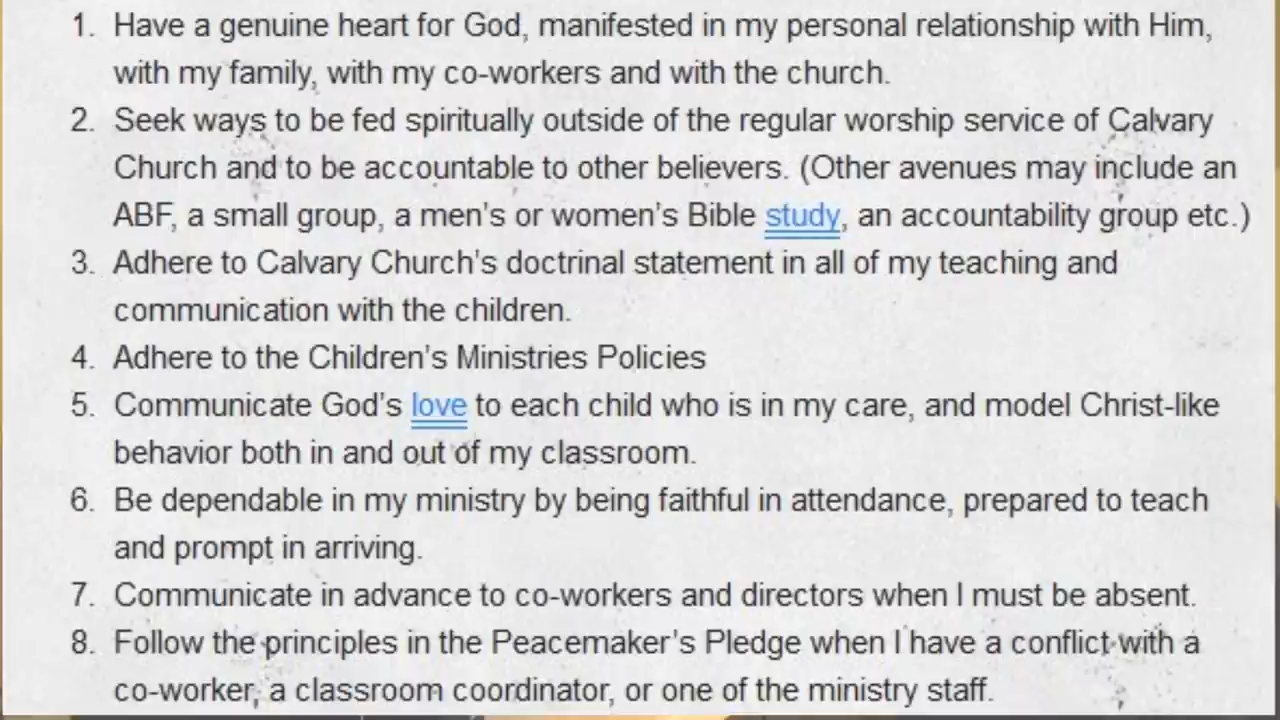 1. Have a genuine heart for God, manifested in my personal relationship with Him,
with my family, with my co-workers and with the church.
2. Seek ways to be fed spiritually outside of the regular worship service of Calvary
Church and to be accountable to other believers. (Other avenues may include an
ABF, a small group, a men's or women's Bible study, an accountability group etc.)
3. Adhere to Calvary Church's doctrinal statement in all of my teaching and
communication with the children.
4. Adhere to the Children's Ministries Policies
5. Communicate God's love to each child who is in my care, and model Christ-like
behavior both in and out of my classroom.
6. Be dependable in my ministry by being faithful in attendance, prepared to teach
and prompt in arriving.
7. Communicate in advance to co-workers and directors when I must be absent.
8. Follow the principles in the Peacemaker's Pledge when I have a conflict with a
co-worker, a classroom coordinator, or one of the ministry staff.